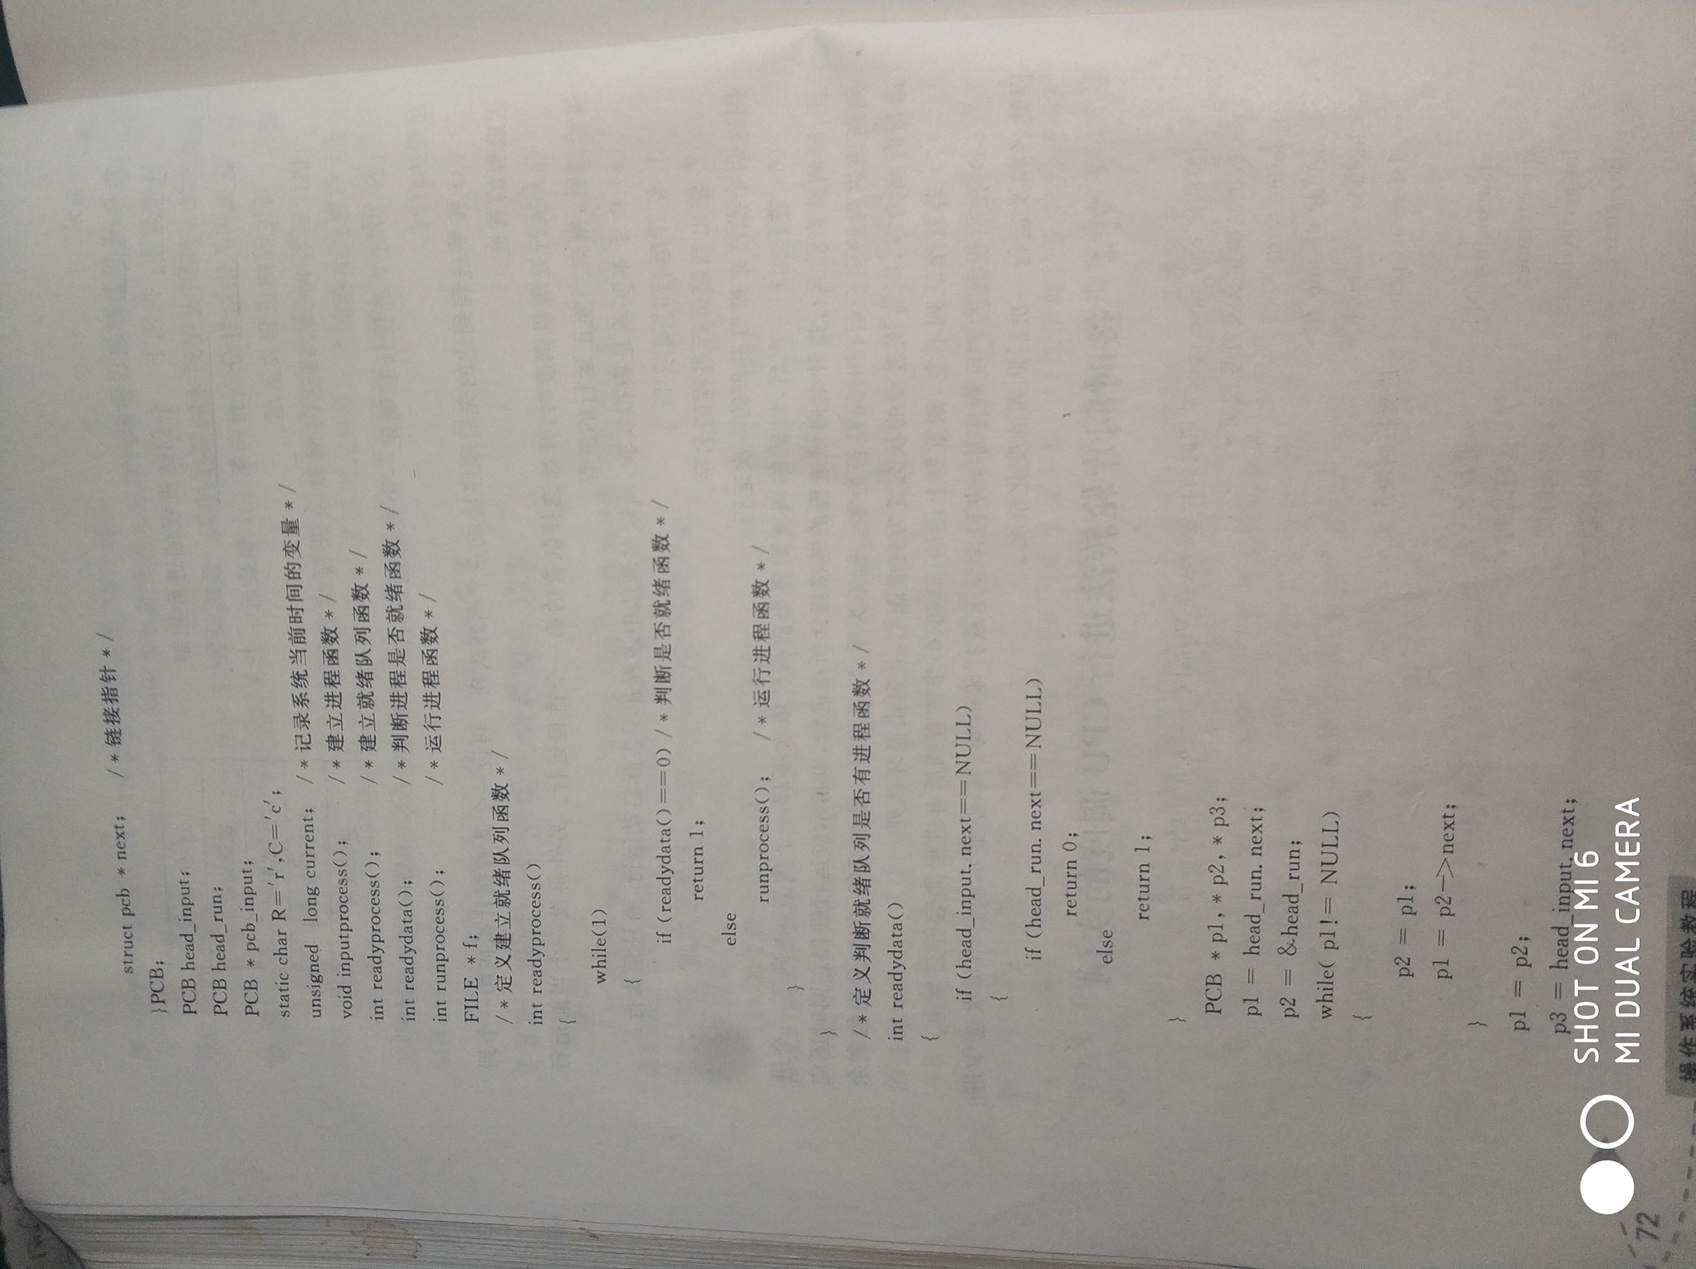 struct pcb * next; /* 链接指针 */
}PCB;
PCB head_input;
PCB head_run;
PCB * pcb_input;
static char R='r',C='c';
unsigned long current; /* 记录系统当前时间的变量 */
void inputprocess(); /* 建立进程函数 */
int readyprocess(); /* 建立就绪队列函数 */
int readydata(); /* 判断进程是否就绪函数 */
int runprocess(); /* 运行进程函数 */
FILE * f;
/* 定义建立就绪队列函数 */
int readyprocess()
{
while(1)
{
if (readydata()==0) /* 判断是否就绪函数 */
return 1;
else
runprocess(); /* 运行进程函数 */
}
}
/* 定义判断就绪队列是否有进程函数 */
int readydata()
{
if (head_input. next==NULL)
{
if (head_run. next==NULL)
return 0;
else
return 1;
}
PCB * p1, * p2, * p3;
p1 = head_run. next;
p2 = &head_run;
while( p1!= NULL)
{
p2 = p1;
p1 = p2->next;
}
p1 = p2;
p3 = head_input. next;
操作系统实验教程
72
SHOT ON MI 6
MI DUAL CAMERA